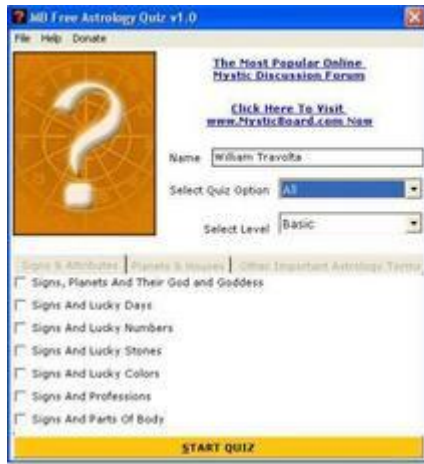 MB Free Astrology Quiz v1.0
File Help Donate
The Most Popular Online
Mystic Discussion Forum
Click Here To Visit
www.MysticBoard.com Now
Name William Travolta
Select Quiz Option All
Select Level Basic
Signs & Attributes Planets & Houses Other Important Astrology Terms
Signs, Planets And Their God and Goddess
Signs And Lucky Days
Signs And Lucky Numbers
Signs And Lucky Stones
Signs And Lucky Colors
Signs And Professions
Signs And Parts Of Body
START QUIZ